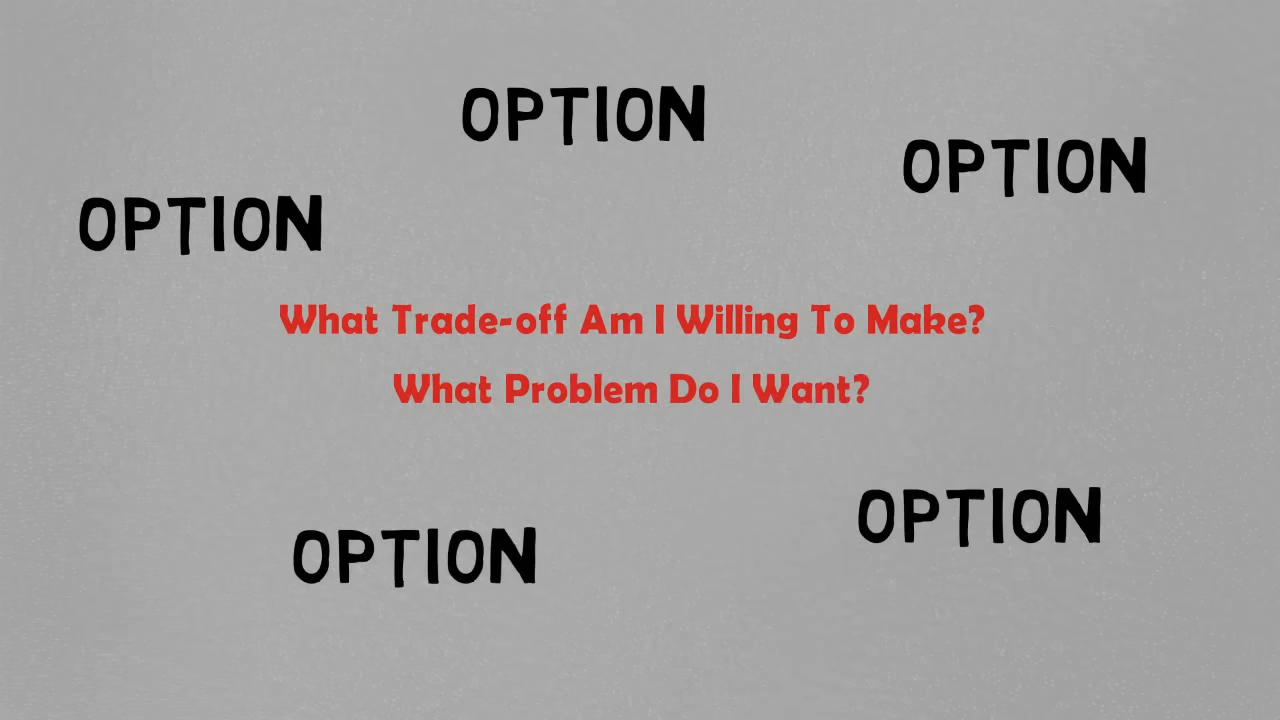 OPTION
OPTION
OPTION
What Trade-off Am I Willing To Make?
What Problem Do I Want?
OPTION
OPTION